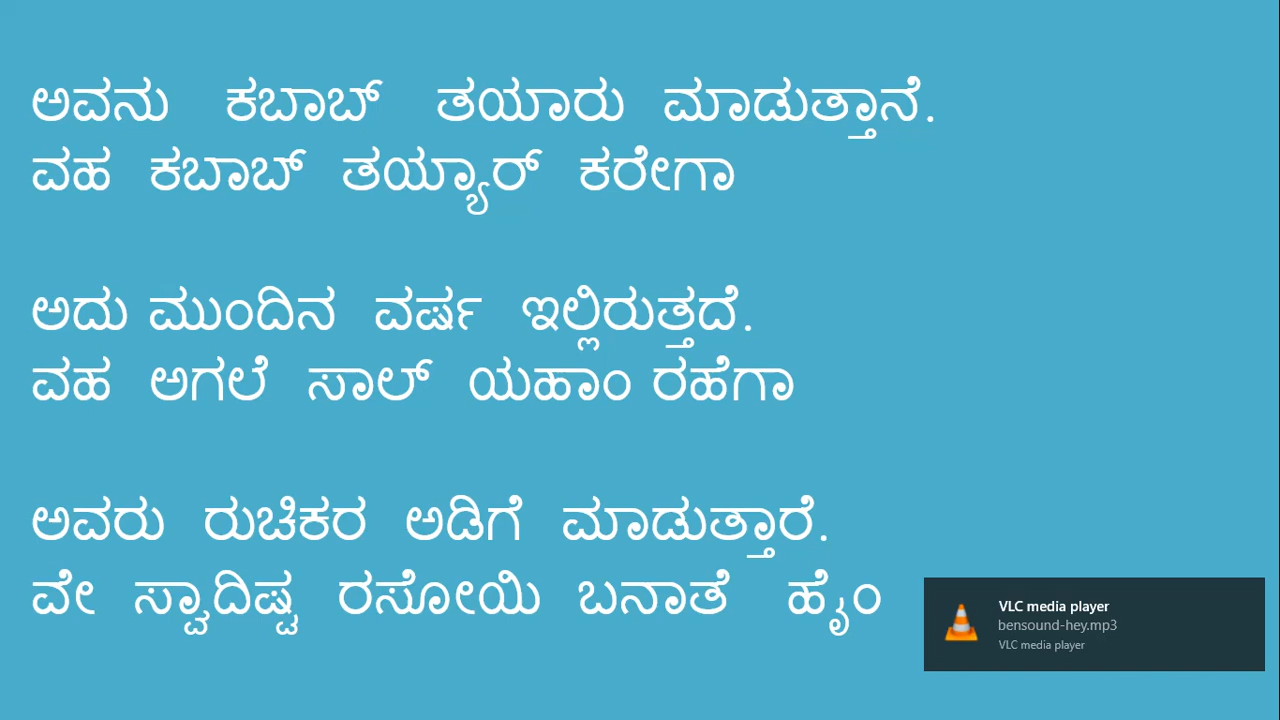 ಅವನು ಕಬಾಬ್ ತಯಾರು ಮಾಡುತ್ತಾನೆ.
ವಹ ಕಬಾಬ್ ತಯ್ಯಾರ್ ಕರೇಗಾ
ಅದು ಮುಂದಿನ ವರ್ಷ ಇಲ್ಲಿರುತ್ತದೆ.
ವಹ ಅಗಲೆ ಸಾಲ್ ಯಹಾಂ ರಹೆಗಾ
ಅವರು ರುಚಿಕರ ಅಡಿಗೆ ಮಾಡುತ್ತಾರೆ.
ವೇ ಸ್ವಾದಿಷ್ಟ ರಸೋಯಿ ಬನಾತೆ ಹೈಂ
VLC media player
bensound-hey.mp3
VLC media player